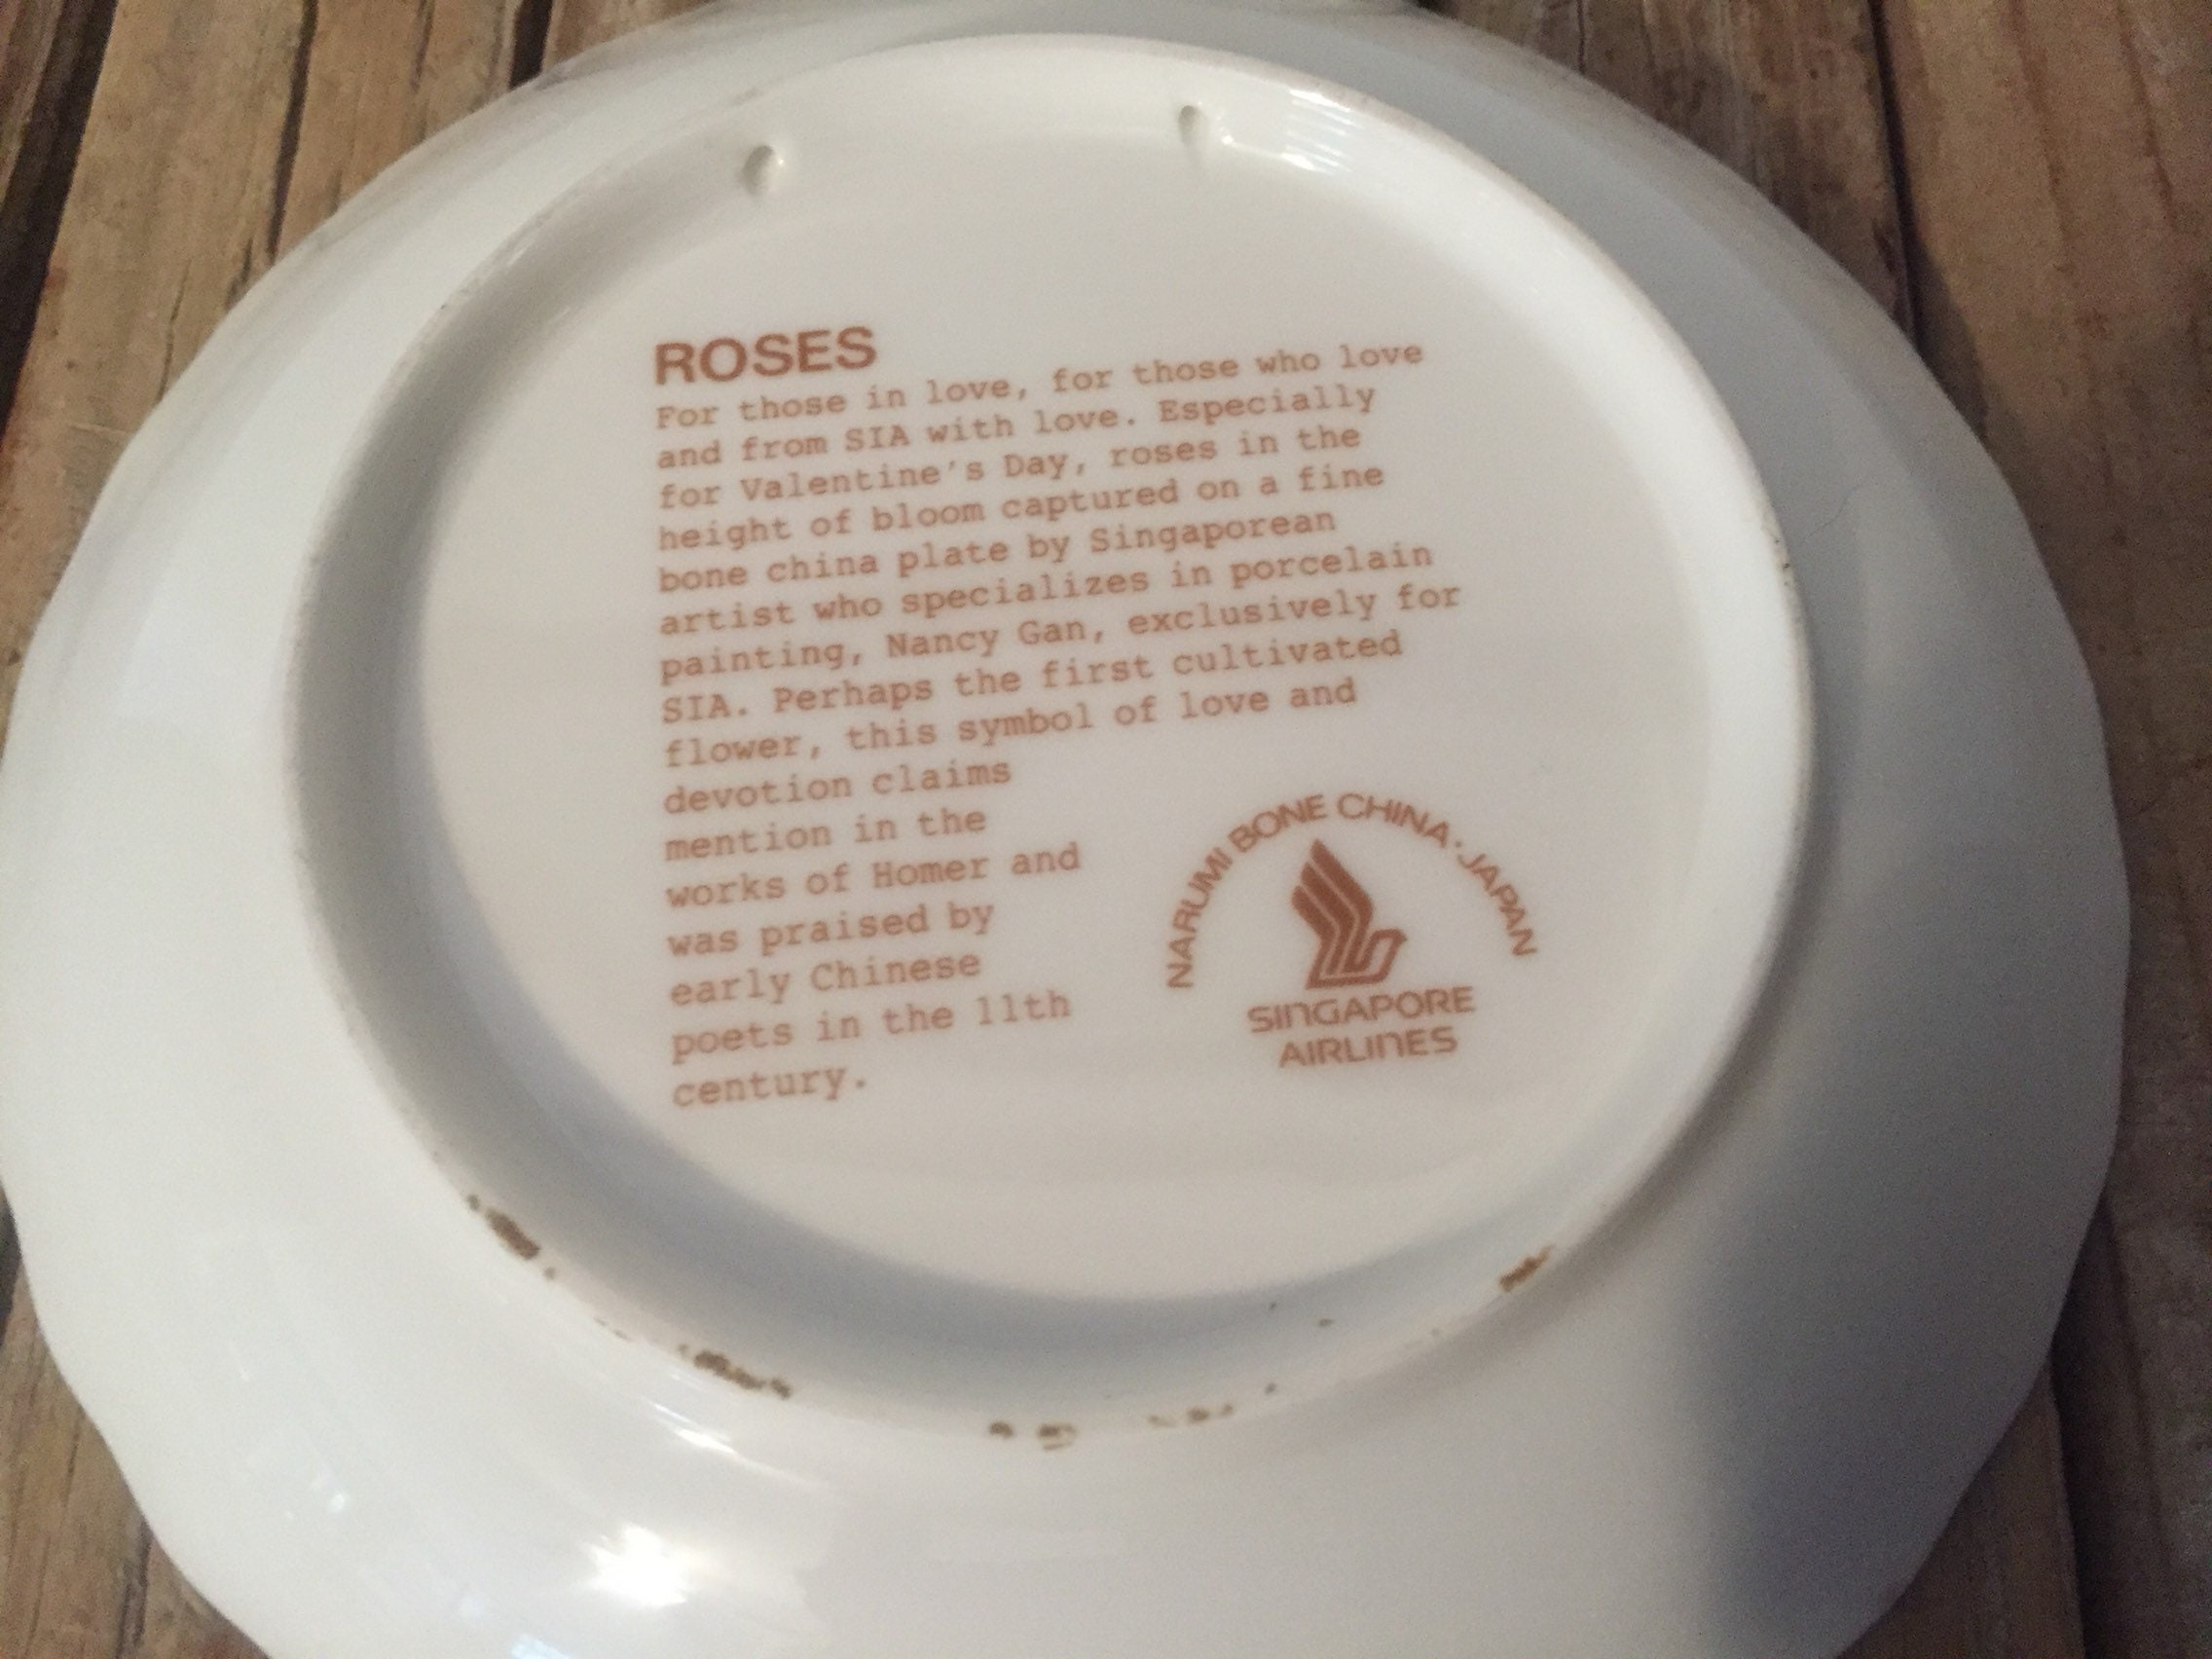 ROSES
For those in love, for those who love
and from SIA with love. Especially
for Valentine's Day, roses in the
height of bloom captured on a fine
bone china plate by Singaporean
artist who specializes in porcelain
painting, Nancy Gan, exclusively for
SIA. Perhaps the first cultivated
flower, this symbol of love and
devotion claims
mention in the
works of Homer and
was praised by
early Chinese
poets in the 11th
century.
NARUMI BONE CHINA · JAPAN
SINGAPORE
AIRLINES